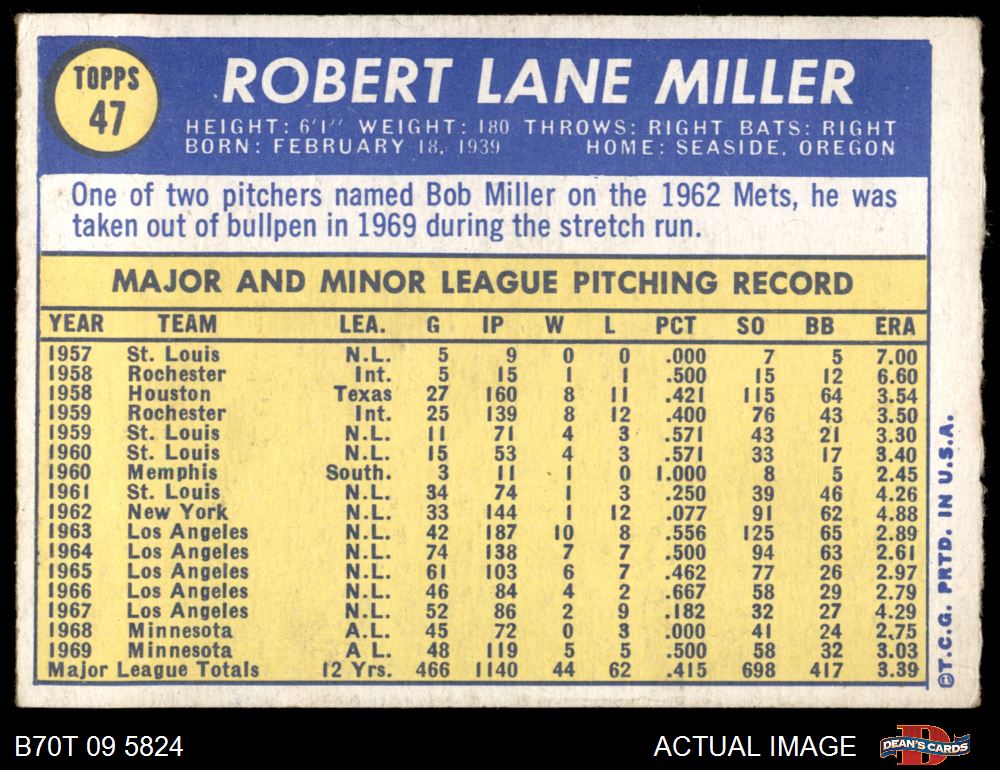 TOPPS
47
ROBERT LANE MILLER
HEIGHT: 6'1" WEIGHT: 180 THROWS: RIGHT BATS: RIGHT
BORN: FEBRUARY 18, 1939 HOME: SEASIDE, OREGON
One of two pitchers named Bob Miller on the 1962 Mets, he was
taken out of bullpen in 1969 during the stretch run.
MAJOR AND MINOR LEAGUE PITCHING RECORD
YEAR TEAM LEA. G IP W L PCT SO BB ERA
1957 St. Louis N.L. 5 9 0 0 .000 7 5 7.00
1958 Rochester Int. 5 15 1 1 .500 15 12 6.60
1958 Houston Texas 27 160 8 11 .421 115 64 3.54
1959 Rochester Int. 25 139 8 12 .400 76 43 3.50
1959 St. Louis N.L. 11 71 4 3 .571 43 21 3.30
1960 St. Louis N.L. 15 53 4 3 .571 33 17 3.40
1960 Memphis South. 3 11 1 0 1.000 8 5 2.45
1961 St. Louis N.L. 34 74 1 3 .250 39 46 4.26
1962 New York N.L. 33 144 1 12 .077 91 62 4.88
1963 Los Angeles N.L. 42 187 10 8 .556 125 65 2.89
1964 Los Angeles N.L. 74 138 7 7 .500 94 63 2.61
1965 Los Angeles N.L. 61 103 6 7 .462 77 26 2.97
1966 Los Angeles N.L. 46 84 4 2 .667 58 29 2.79
1967 Los Angeles N.L. 52 86 2 9 .182 32 27 4.29
1968 Minnesota A.L. 45 72 0 3 .000 41 24 2.75
1969 Minnesota A L. 48 119 5 5 .500 58 32 3.03
Major League Totals 12 Yrs. 466 1140 44 62 .415 698 417 3.39
©T.C.G. PRTD. IN U.S.A.
B70T 09 5824
ACTUAL IMAGE
DEAN'S CARDS